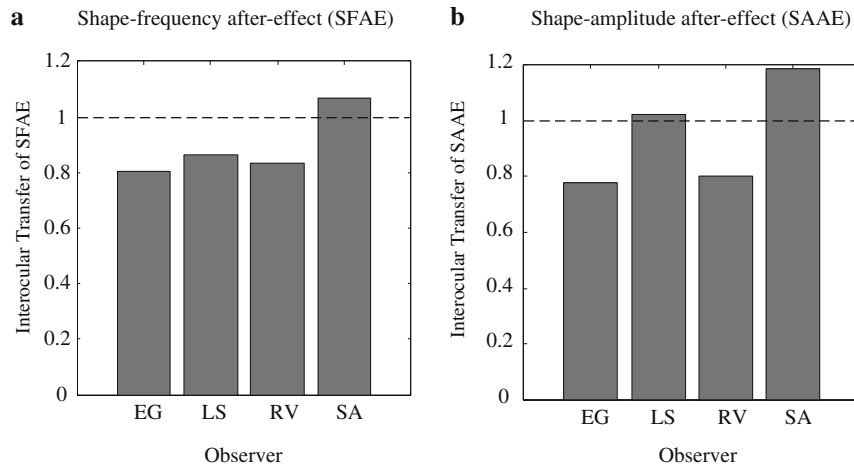 a Shape-frequency after-effect (SFAE)
Interocular Transfer of SFAE
1.2
1
0.8
0.6
0.4
0.2
0
EG LS RV SA
Observer
b Shape-amplitude after-effect (SAAE)
Interocular Transfer of SAAE
1.2
1
0.8
0.6
0.4
0.2
0
EG LS RV SA
Observer